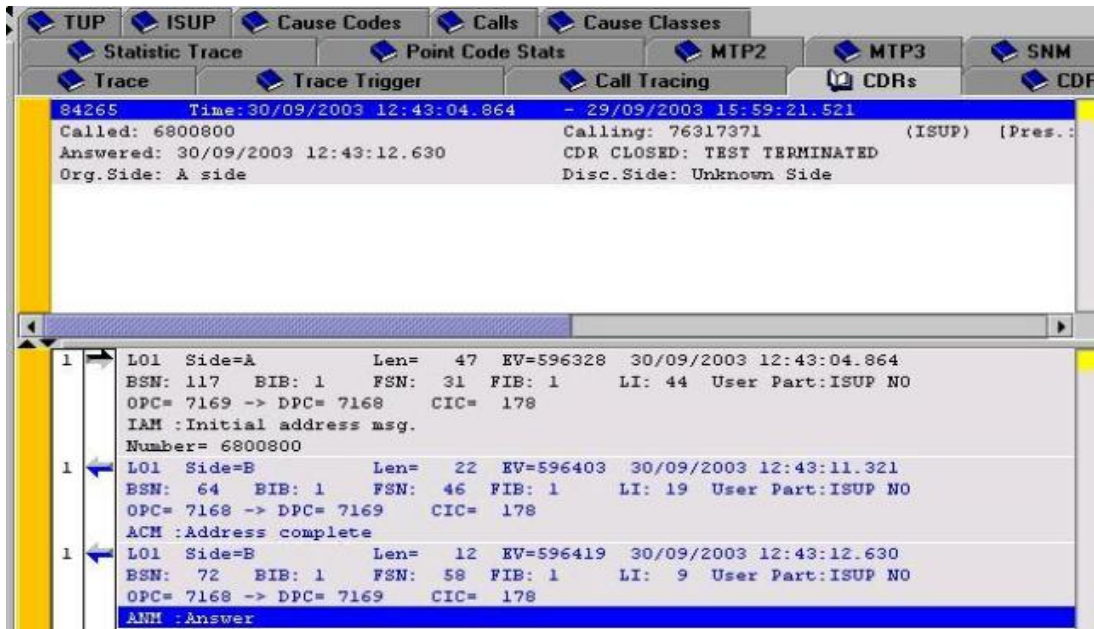 TUP ISUP Cause Codes Calls Cause Classes
Statistic Trace Point Code Stats MTP2 MTP3 SNM
Trace Trace Trigger Call Tracing CDRs CDF
84265 Time:30/09/2003 12:43:04.864 - 29/09/2003 15:59:21.521
Called: 6800800 Calling: 76317371 (ISUP) [Pres.:
Answered: 30/09/2003 12:43:12.630 CDR CLOSED: TEST TERMINATED
Org.Side: A side Disc.Side: Unknown Side
1 L01 Side=A Len= 47 EV=596328 30/09/2003 12:43:04.864
BSN: 117 BIB: 1 FSN: 31 FIB: 1 LI: 44 User Part:ISUP NO
OPC= 7169 -> DPC= 7168 CIC= 178
IAM :Initial address msg.
Number= 6800800
1 L01 Side=B Len= 22 EV=596403 30/09/2003 12:43:11.321
BSN: 64 BIB: 1 FSN: 46 FIB: 1 LI: 19 User Part:ISUP NO
OPC= 7168 -> DPC= 7169 CIC= 178
ACM :Address complete
1 L01 Side=B Len= 12 EV=596419 30/09/2003 12:43:12.630
BSN: 72 BIB: 1 FSN: 58 FIB: 1 LI: 9 User Part:ISUP NO
OPC= 7168 -> DPC= 7169 CIC= 178
ANM :Answer